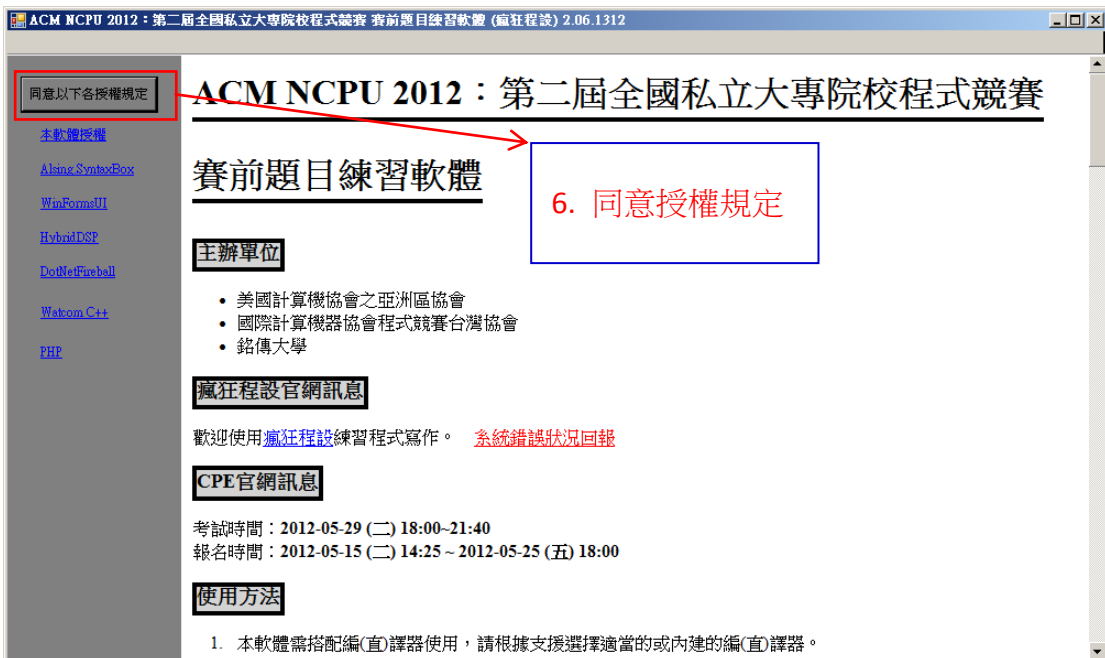 ACM NCPU 2012：第二屆全國私立大專院校程式競賽 賽前題目練習軟體 (瘋狂程設) 2.06.1312
同意以下各授權規定
本軟體授權
Alsing SyntaxBox
WinFormsUI
HybridDSP
DotNetFireball
Watcom C++
PHP
ACM NCPU 2012：第二屆全國私立大專院校程式競賽
賽前題目練習軟體
6. 同意授權規定
主辦單位
• 美國計算機協會之亞洲區協會
• 國際計算機器協會程式競賽台灣協會
• 銘傳大學
瘋狂程設官網訊息
歡迎使用瘋狂程設練習程式寫作。 系統錯誤狀況回報
CPE官網訊息
考試時間：2012-05-29 (二) 18:00~21:40
報名時間：2012-05-15 (二) 14:25 ~ 2012-05-25 (五) 18:00
使用方法
1. 本軟體需搭配編(直)譯器使用，請根據支援選擇適當的或內建的編(直)譯器。